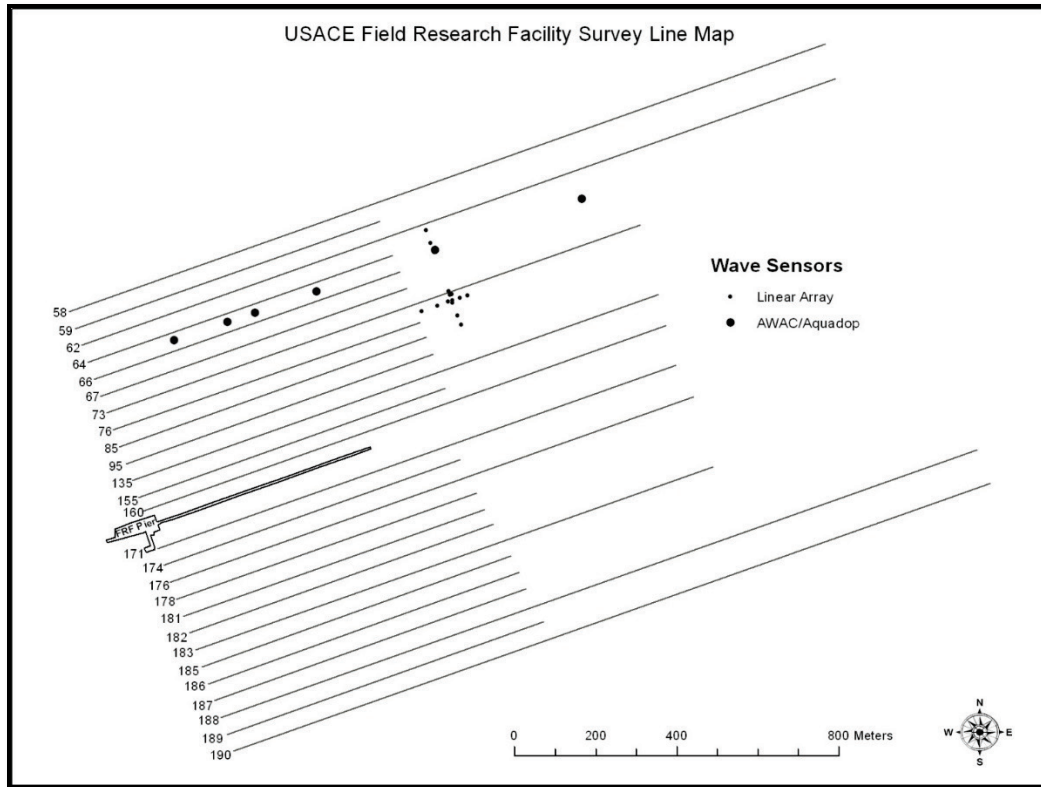 USACE Field Research Facility Survey Line Map
58
59
62
64
66
67
73
76
85
95
135
155
160
FRF Pier
171
174
176
178
181
182
183
185
186
187
188
189
190
Wave Sensors
Linear Array
AWAC/Aquadop
0 200 400 800 Meters
N
W E
S